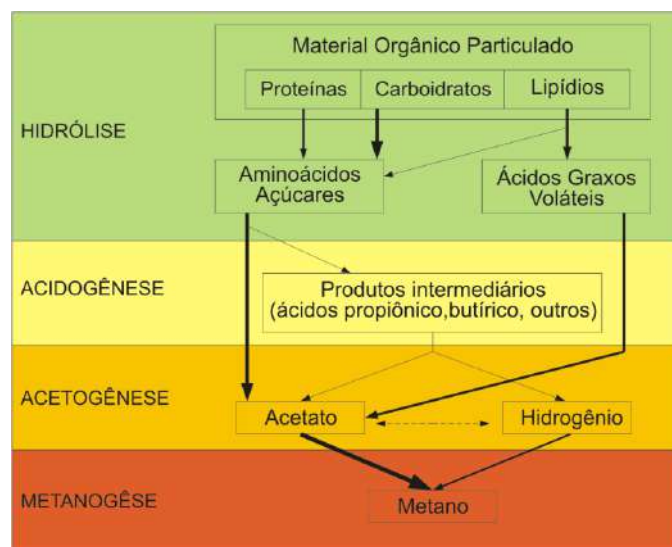 Material Orgânico Particulado
Proteínas
Carboidratos
Lipídios
HIDRÓLISE
Aminoácidos
Açúcares
Ácidos Graxos
Voláteis
ACIDOGÊNESE
Produtos intermediários
(ácidos propiônico,butírico, outros)
ACETOGÊNESE
Acetato
Hidrogênio
METANOGÊSE
Metano